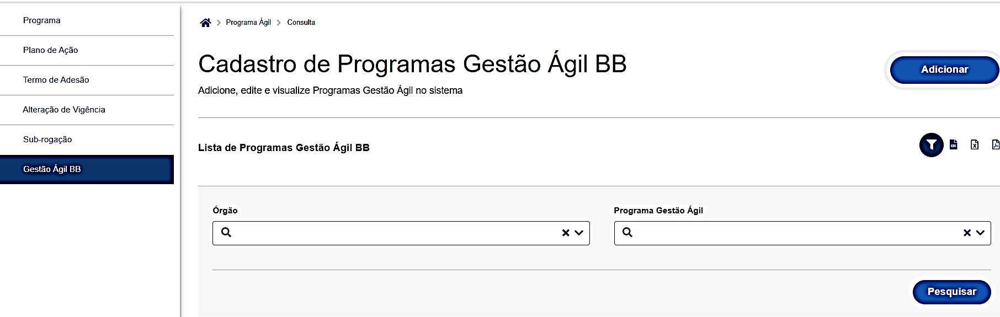 Programa
Plano de Ação
Termo de Adesão
Alteração de Vigência
Sub-rogação
Gestão Ágil BB
Programa Ágil
Consulta
Cadastro de Programas Gestão Ágil BB
Adicionar
Adicione, edite e visualize Programas Gestão Ágil no sistema
Lista de Programas Gestão Ágil BB
CSV
Órgão
Programa Gestão Ágil
Pesquisar